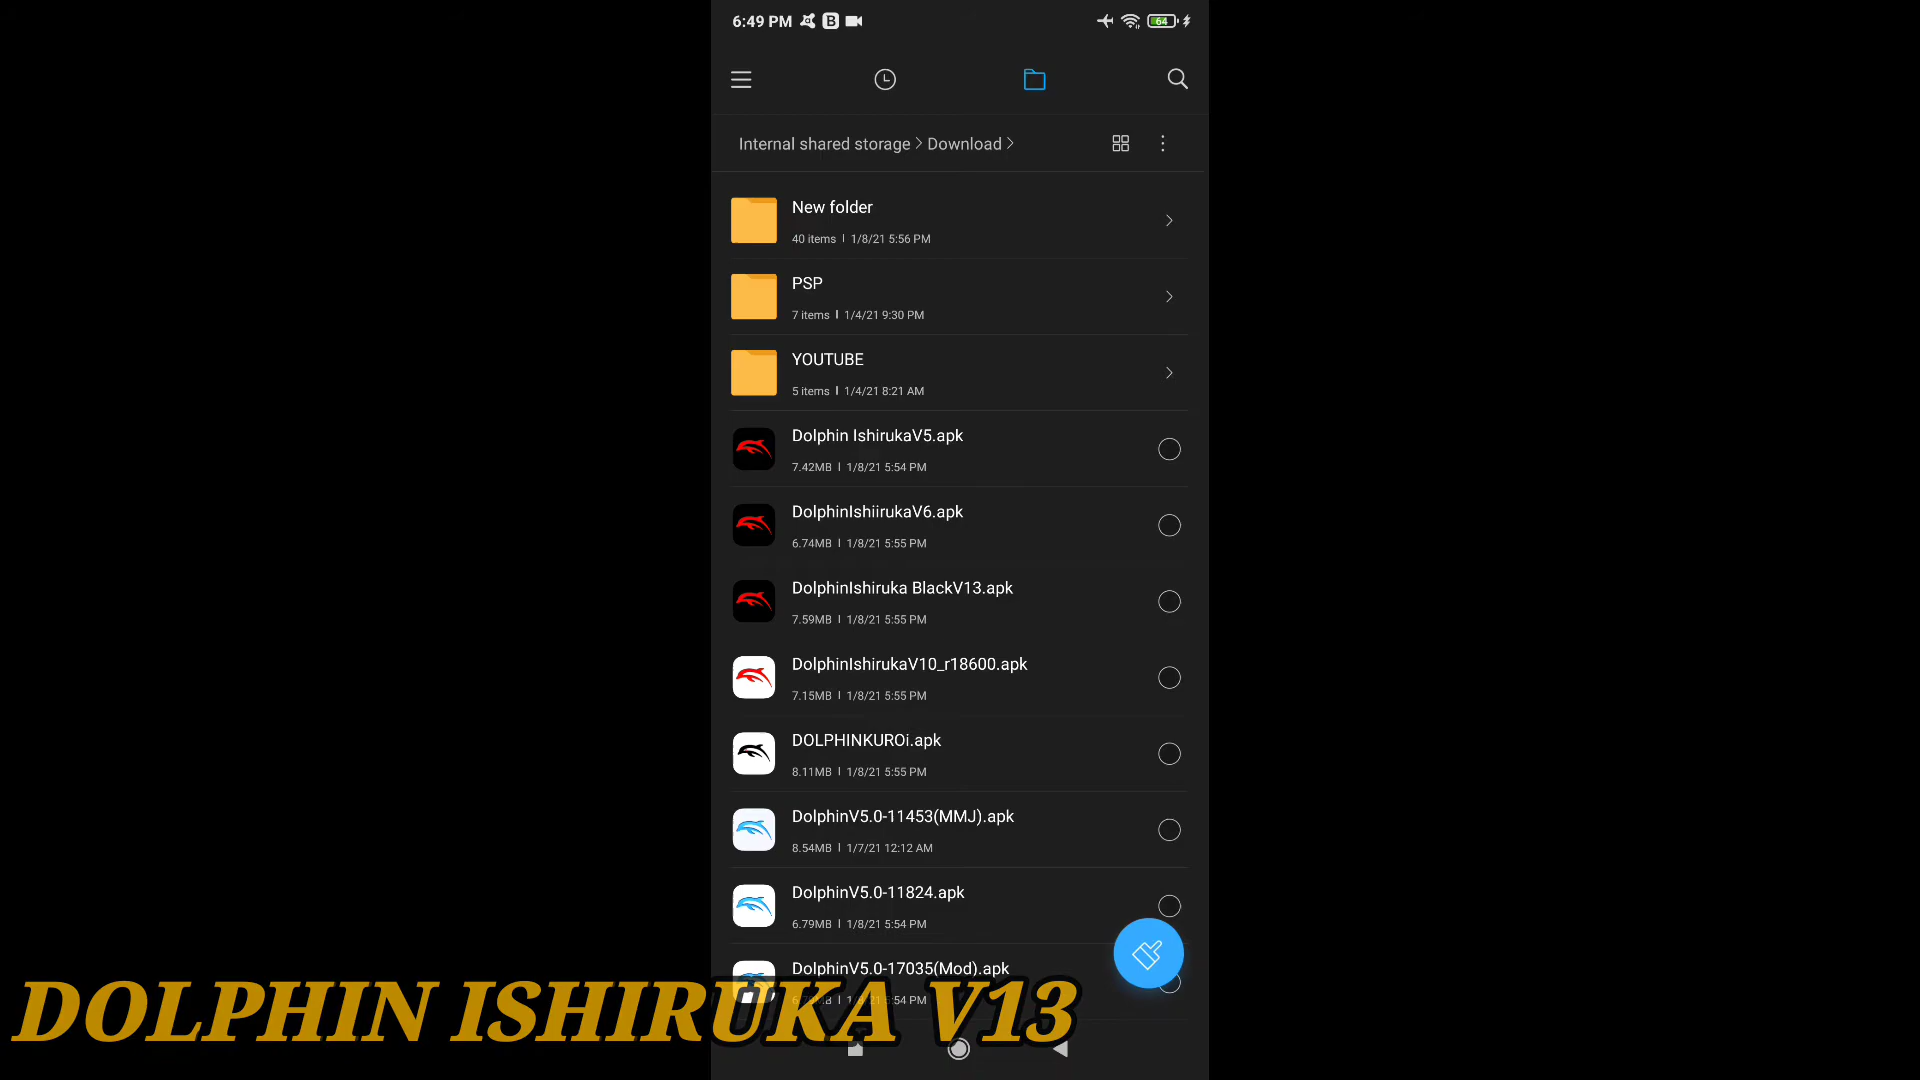 6:49 PM
B
64
Internal shared storage > Download >
New folder
40 items | 1/8/21 5:56 PM
PSP
7 items | 1/4/21 9:30 PM
YOUTUBE
5 items | 1/4/21 8:21 AM
Dolphin IshirukaV5.apk
7.42MB | 1/8/21 5:54 PM
DolphinIshiirukaV6.apk
6.74MB | 1/8/21 5:55 PM
DolphinIshiruka BlackV13.apk
7.59MB | 1/8/21 5:55 PM
DolphinIshirukaV10_r18600.apk
7.15MB | 1/8/21 5:55 PM
DOLPHINKUROi.apk
8.11MB | 1/8/21 5:55 PM
DolphinV5.0-11453(MMJ).apk
8.54MB | 1/7/21 12:12 AM
DolphinV5.0-11824.apk
6.79MB | 1/8/21 5:54 PM
DolphinV5.0-17035(Mod).apk
5:54 PM
DOLPHIN ISHIRUKA V13